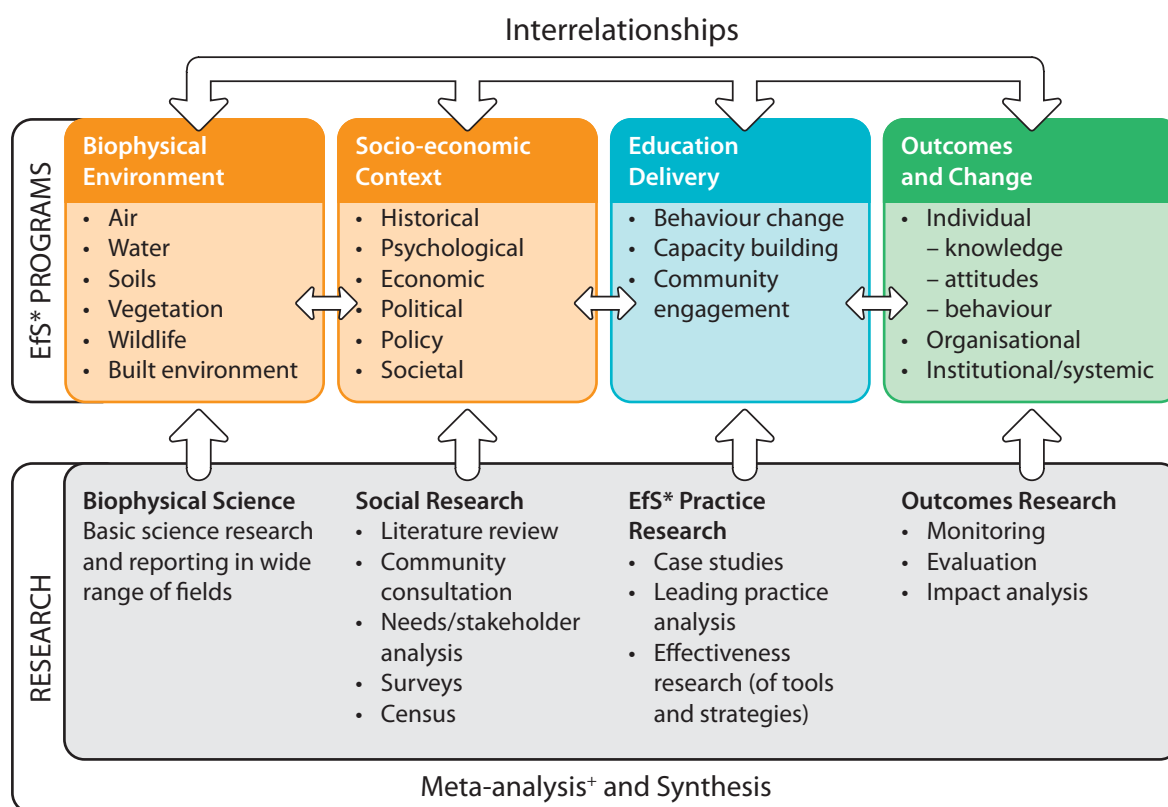 Interrelationships
EfS* PROGRAMS
Biophysical
Environment
• Air
• Water
• Soils
• Vegetation
• Wildlife
• Built environment
Socio-economic
Context
• Historical
• Psychological
• Economic
• Political
• Policy
• Societal
Education
Delivery
• Behaviour change
• Capacity building
• Community
engagement
Outcomes
and Change
• Individual
– knowledge
– attitudes
– behaviour
• Organisational
• Institutional/systemic
RESEARCH
Biophysical Science
Basic science research
and reporting in wide
range of fields
Social Research
• Literature review
• Community
consultation
• Needs/stakeholder
analysis
• Surveys
• Census
EfS* Practice
Research
• Case studies
• Leading practice
analysis
• Effectiveness
research (of tools
and strategies)
Outcomes Research
• Monitoring
• Evaluation
• Impact analysis
Meta-analysis⁺ and Synthesis